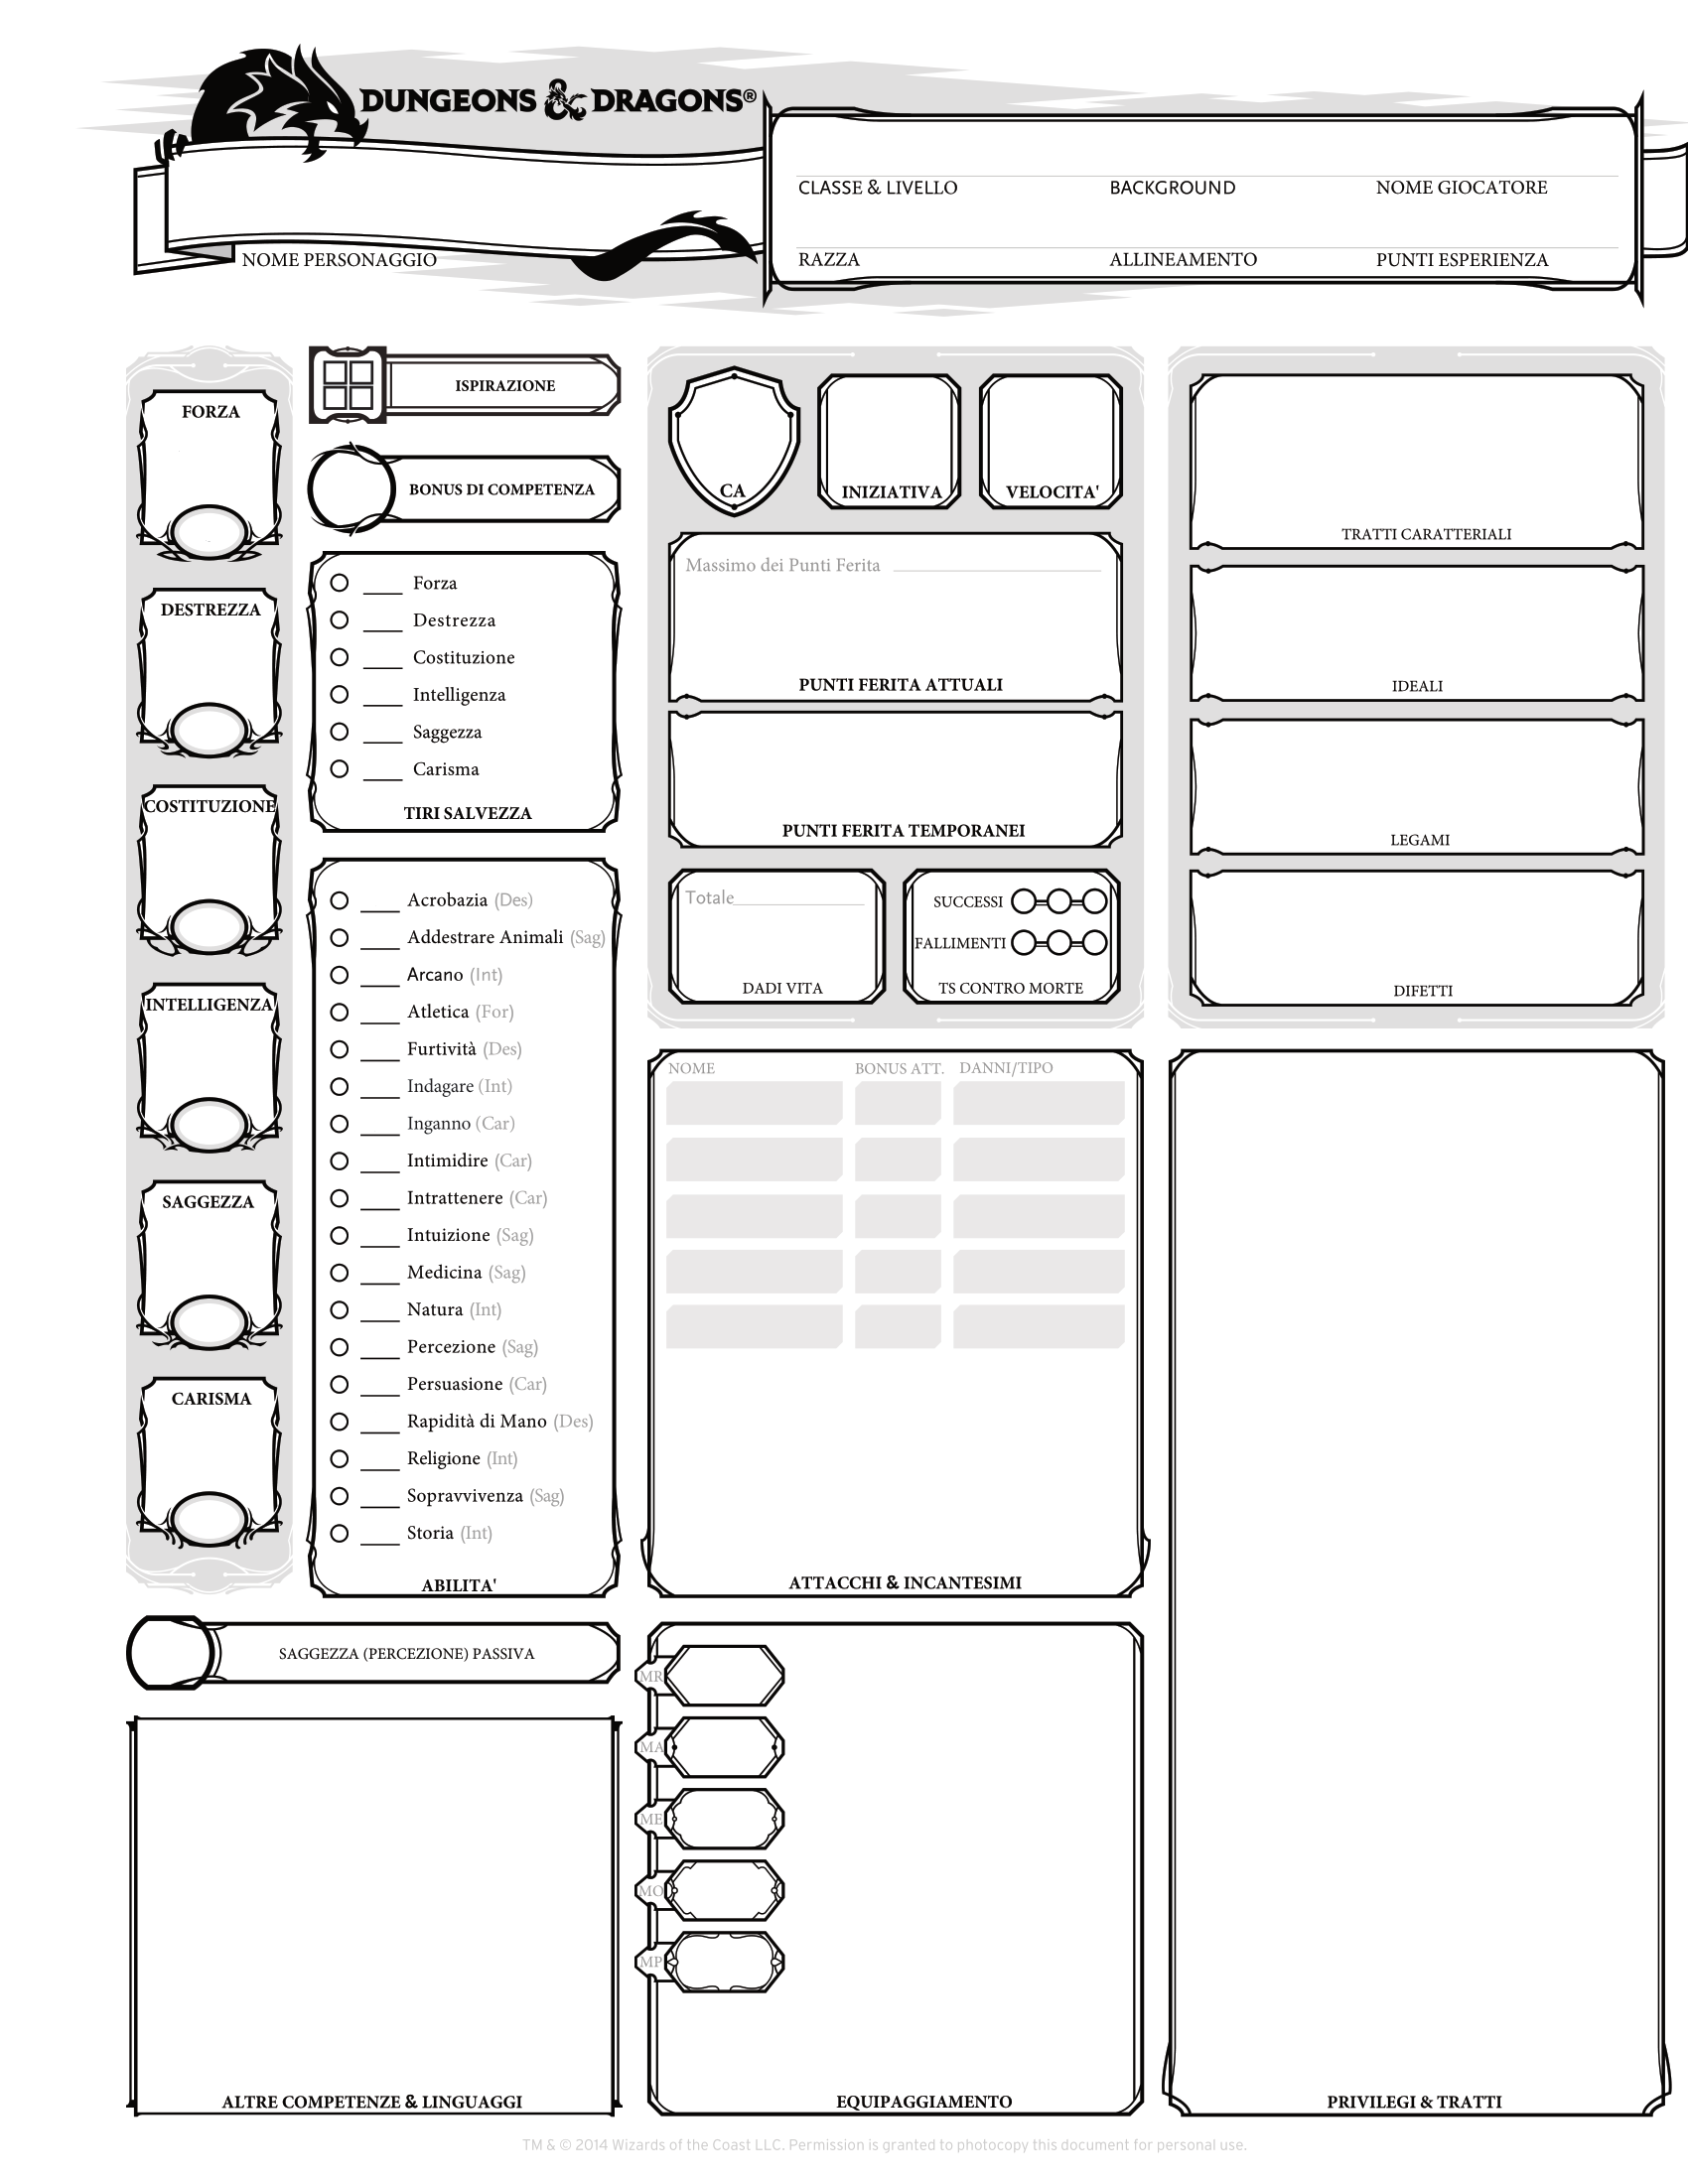 DUNGEONS & DRAGONS®
CLASSE & LIVELLO BACKGROUND NOME GIOCATORE
NOME PERSONAGGIO
RAZZA ALLINEAMENTO PUNTI ESPERIENZA
FORZA
DESTREZZA
COSTITUZIONE
INTELLIGENZA
SAGGEZZA
CARISMA
ISPIRAZIONE
BONUS DI COMPETENZA
Forza
Destrezza
Costituzione
Intelligenza
Saggezza
Carisma
TIRI SALVEZZA
Acrobazia (Des)
Addestrare Animali (Sag)
Arcano (Int)
Atletica (For)
Furtività (Des)
Indagare (Int)
Inganno (Car)
Intimidire (Car)
Intrattenere (Car)
Intuizione (Sag)
Medicina (Sag)
Natura (Int)
Percezione (Sag)
Persuasione (Car)
Rapidità di Mano (Des)
Religione (Int)
Sopravvivenza (Sag)
Storia (Int)
ABILITA'
SAGGEZZA (PERCEZIONE) PASSIVA
ALTRE COMPETENZE & LINGUAGGI
CA INIZIATIVA VELOCITA'
Massimo dei Punti Ferita
PUNTI FERITA ATTUALI
PUNTI FERITA TEMPORANEI
Totale
DADI VITA
SUCCESSI
FALLIMENTI
TS CONTRO MORTE
NOME BONUS ATT. DANNI/TIPO
ATTACCHI & INCANTESIMI
MR
MA
ME
MO
MP
EQUIPAGGIAMENTO
TRATTI CARATTERIALI
IDEALI
LEGAMI
DIFETTI
PRIVILEGI & TRATTI
TM & © 2014 Wizards of the Coast LLC. Permission is granted to photocopy this document for personal use.